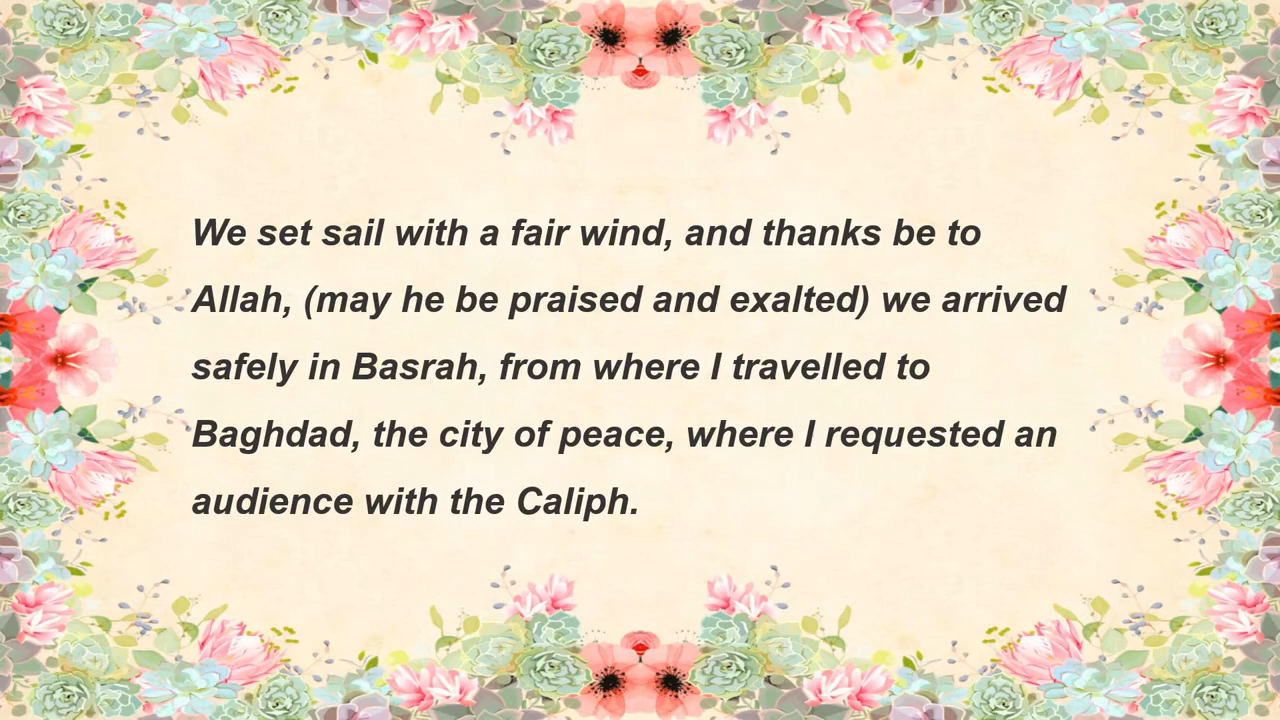 We set sail with a fair wind, and thanks be to
Allah, (may he be praised and exalted) we arrived
safely in Basrah, from where I travelled to
Baghdad, the city of peace, where I requested an
audience with the Caliph.